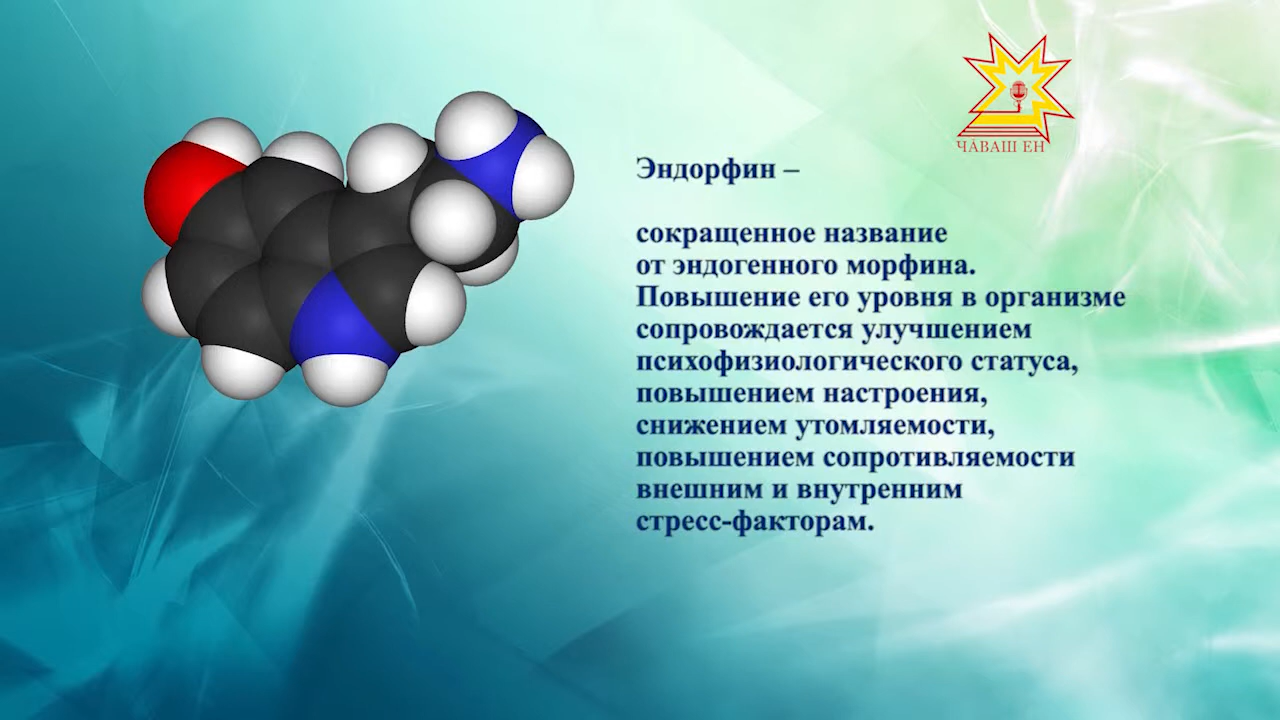 ЧӐВАШ ЕН
Эндорфин –
сокращенное название
от эндогенного морфина.
Повышение его уровня в организме
сопровождается улучшением
психофизиологического статуса,
повышением настроения,
снижением утомляемости,
повышением сопротивляемости
внешним и внутренним
стресс-факторам.